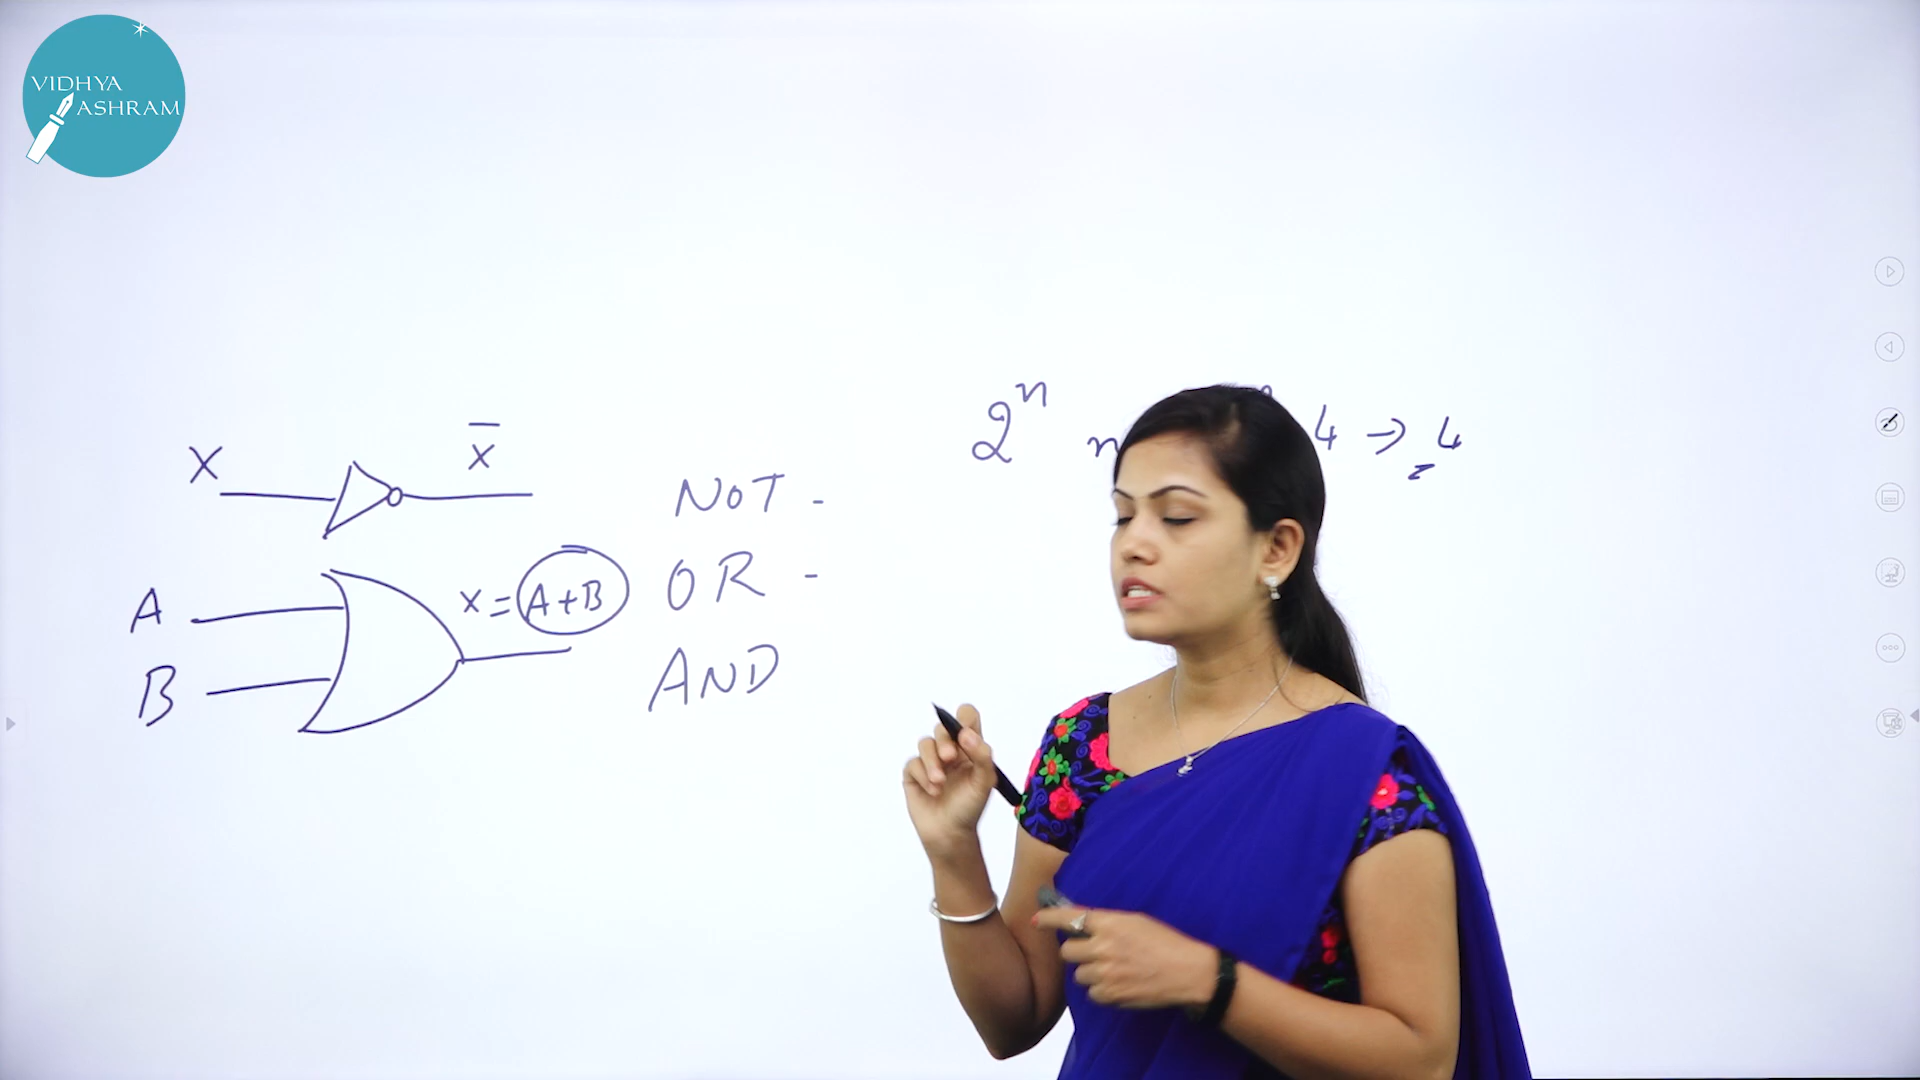 VIDHYA
ASHRAM
2ⁿ n 4 → 4
X x̄
NOT -
A x = A+B OR -
B AND